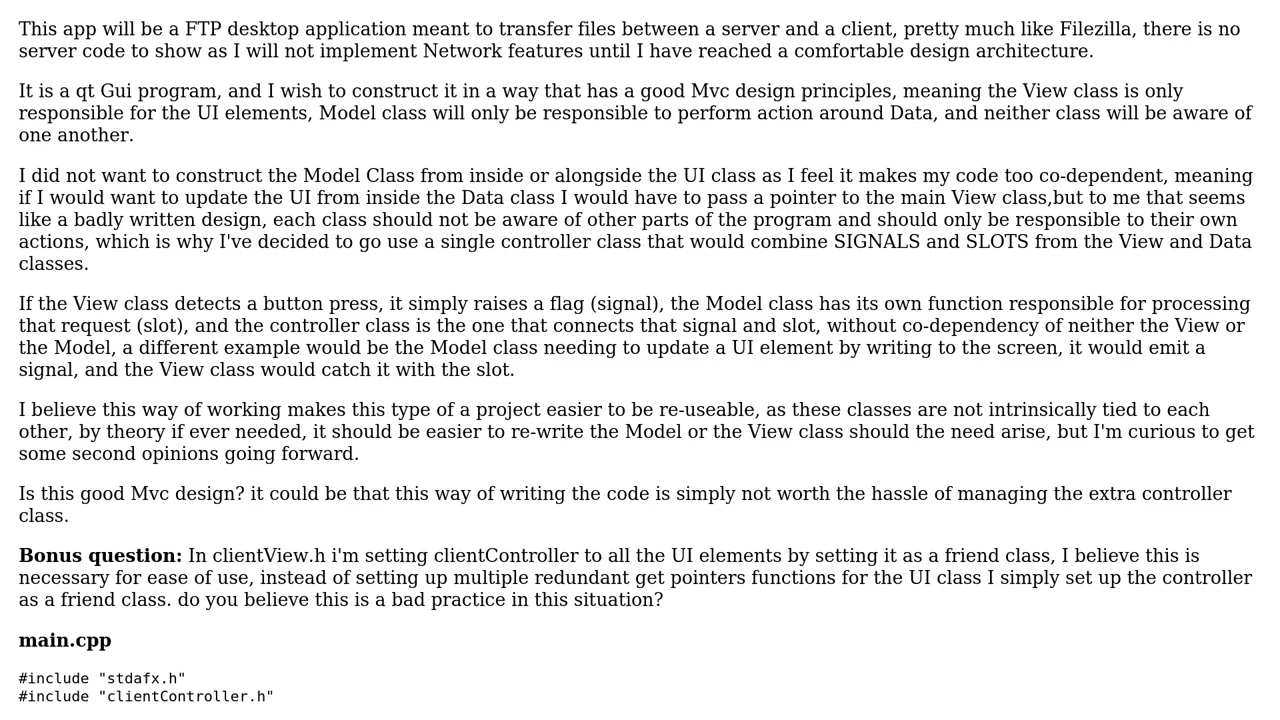 This app will be a FTP desktop application meant to transfer files between a server and a client, pretty much like Filezilla, there is no
server code to show as I will not implement Network features until I have reached a comfortable design architecture.
It is a qt Gui program, and I wish to construct it in a way that has a good Mvc design principles, meaning the View class is only
responsible for the UI elements, Model class will only be responsible to perform action around Data, and neither class will be aware of
one another.
I did not want to construct the Model Class from inside or alongside the UI class as I feel it makes my code too co-dependent, meaning
if I would want to update the UI from inside the Data class I would have to pass a pointer to the main View class,but to me that seems
like a badly written design, each class should not be aware of other parts of the program and should only be responsible to their own
actions, which is why I've decided to go use a single controller class that would combine SIGNALS and SLOTS from the View and Data
classes.
If the View class detects a button press, it simply raises a flag (signal), the Model class has its own function responsible for processing
that request (slot), and the controller class is the one that connects that signal and slot, without co-dependency of neither the View or
the Model, a different example would be the Model class needing to update a UI element by writing to the screen, it would emit a
signal, and the View class would catch it with the slot.
I believe this way of working makes this type of a project easier to be re-useable, as these classes are not intrinsically tied to each
other, by theory if ever needed, it should be easier to re-write the Model or the View class should the need arise, but I'm curious to get
some second opinions going forward.
Is this good Mvc design? it could be that this way of writing the code is simply not worth the hassle of managing the extra controller
class.
Bonus question: In clientView.h i'm setting clientController to all the UI elements by setting it as a friend class, I believe this is
necessary for ease of use, instead of setting up multiple redundant get pointers functions for the UI class I simply set up the controller
as a friend class. do you believe this is a bad practice in this situation?
main.cpp
#include "stdafx.h"
#include "clientController.h"